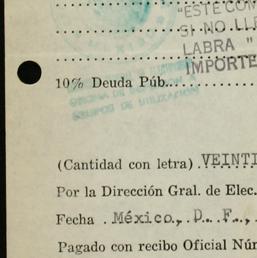 "ESTE COM
SI NO LLE
LABRA "
IMPORTE
10% Deuda Púb.
(Cantidad con letra) VEINTI
Por la Dirección Gral. de Elec.
Fecha . México, D. F.,
Pagado con recibo Oficial Núm